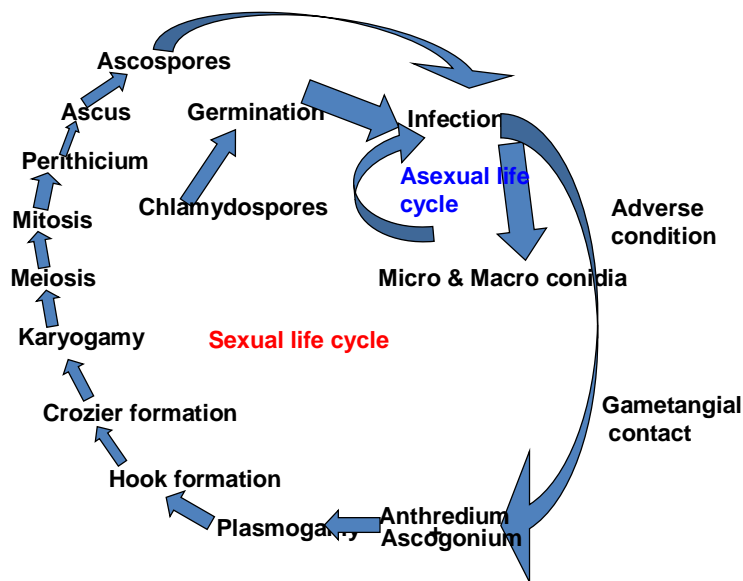 Ascospores
Ascus
Germination
Infection
Perithicium
Asexual life
cycle
Chlamydospores
Mitosis
Adverse
condition
Meiosis
Micro & Macro conidia
Karyogamy
Sexual life cycle
Crozier formation
Gametangial
contact
Hook formation
Anthredium
Plasmogamy
+
Ascogonium